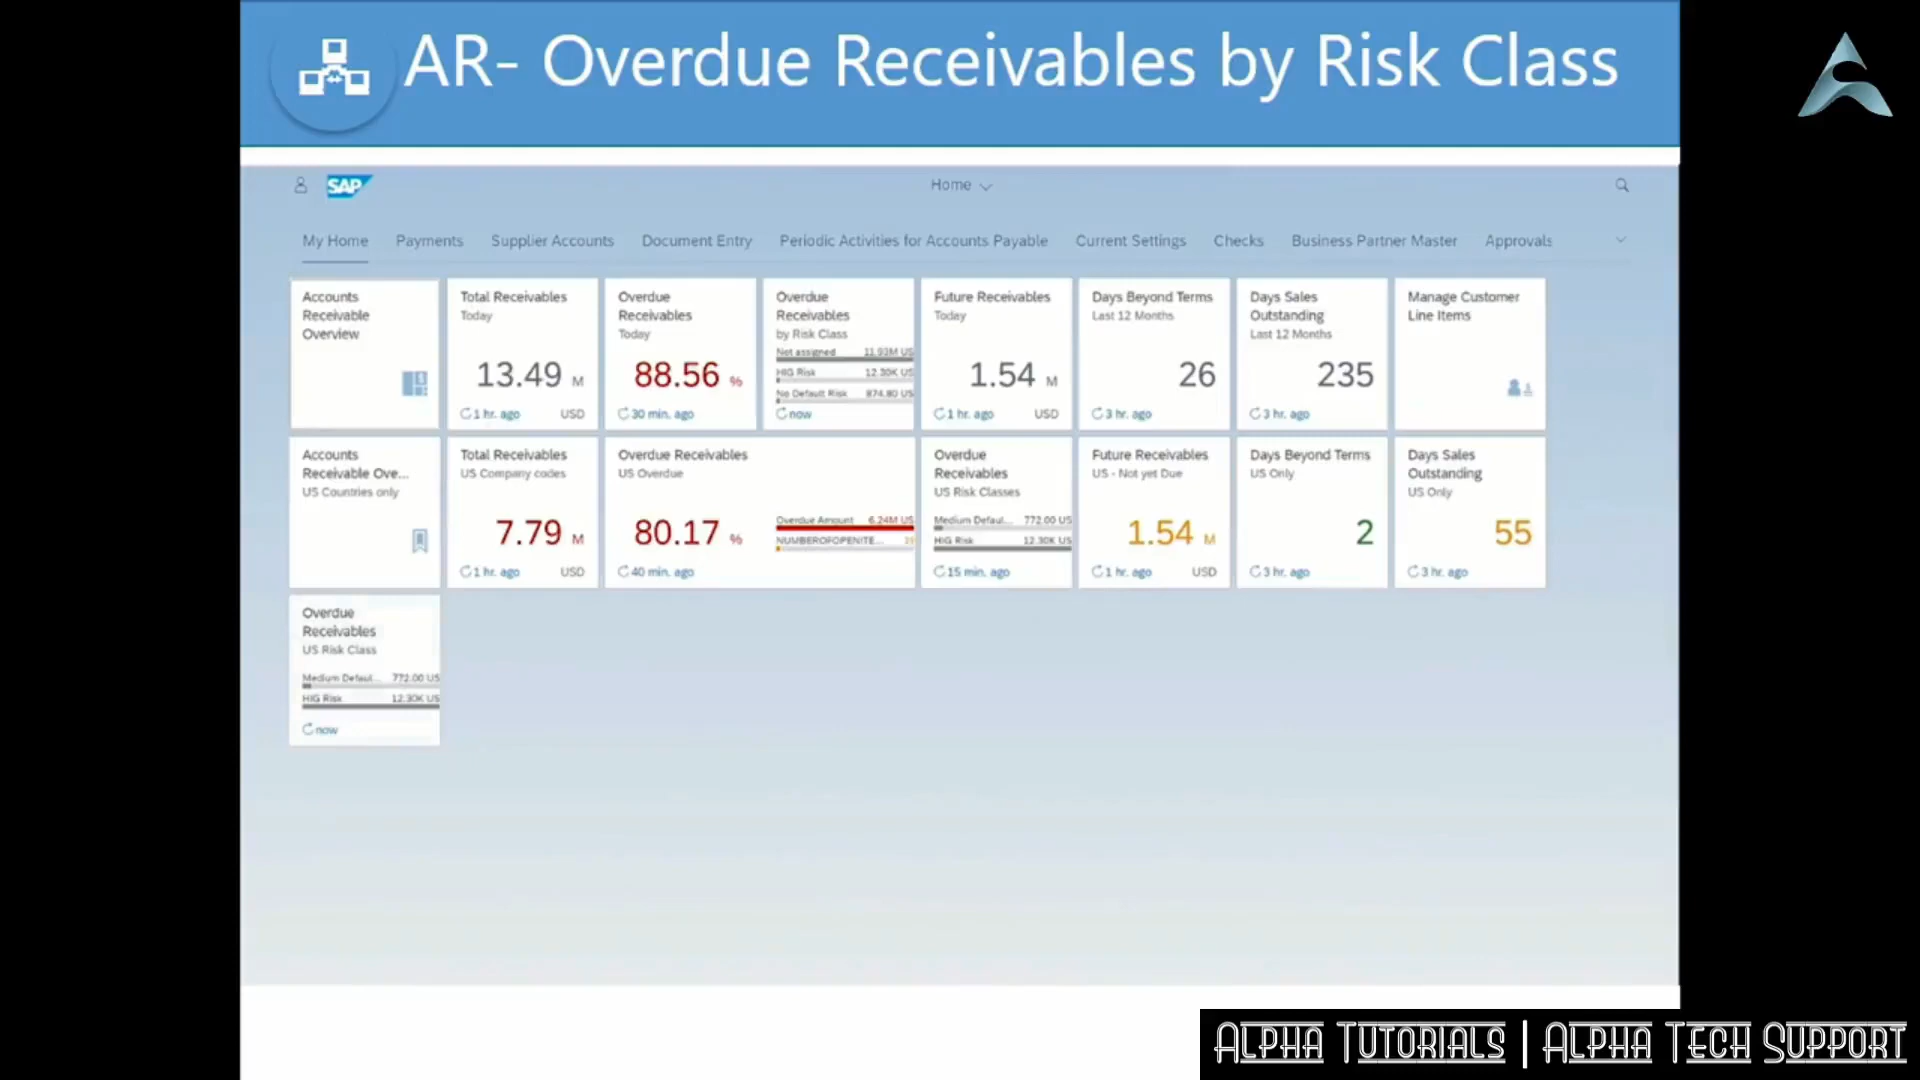 AR- Overdue Receivables by Risk Class
SAP
Home
My Home Payments Supplier Accounts Document Entry Periodic Activities for Accounts Payable Current Settings Checks Business Partner Master Approvals
Accounts
Receivable
Overview
Total Receivables
Today
13.49 M
1 hr. ago USD
Overdue
Receivables
Today
88.56 %
30 min. ago
Overdue
Receivables
by Risk Class
Not assigned 11.93M US
HIG Risk 12.30K US
No Default Risk 874.80 US
now
Future Receivables
Today
1.54 M
1 hr. ago USD
Days Beyond Terms
Last 12 Months
26
3 hr. ago
Days Sales
Outstanding
Last 12 Months
235
3 hr. ago
Manage Customer
Line Items
Accounts
Receivable Ove...
US Countries only
Total Receivables
US Company codes
7.79 M
1 hr. ago USD
Overdue Receivables
US Overdue
80.17 %
Overdue Amount 6.24M US
NUMBEROFOPENITE...
40 min. ago
Overdue
Receivables
US Risk Classes
Medium Defaul... 772.00 US
HIG Risk 12.30K US
15 min. ago
Future Receivables
US - Not yet Due
1.54 M
1 hr. ago USD
Days Beyond Terms
US Only
2
3 hr. ago
Days Sales
Outstanding
US Only
55
3 hr. ago
Overdue
Receivables
US Risk Class
Medium Defaul... 772.00 US
HIG Risk 12.30K US
now
Alpha Tutorials | Alpha Tech Support